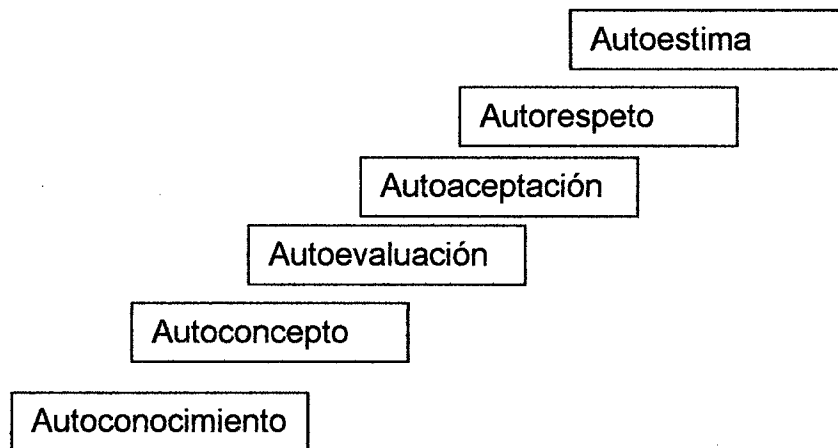 Autoestima
Autorespeto
Autoaceptación
Autoevaluación
Autoconcepto
Autoconocimiento